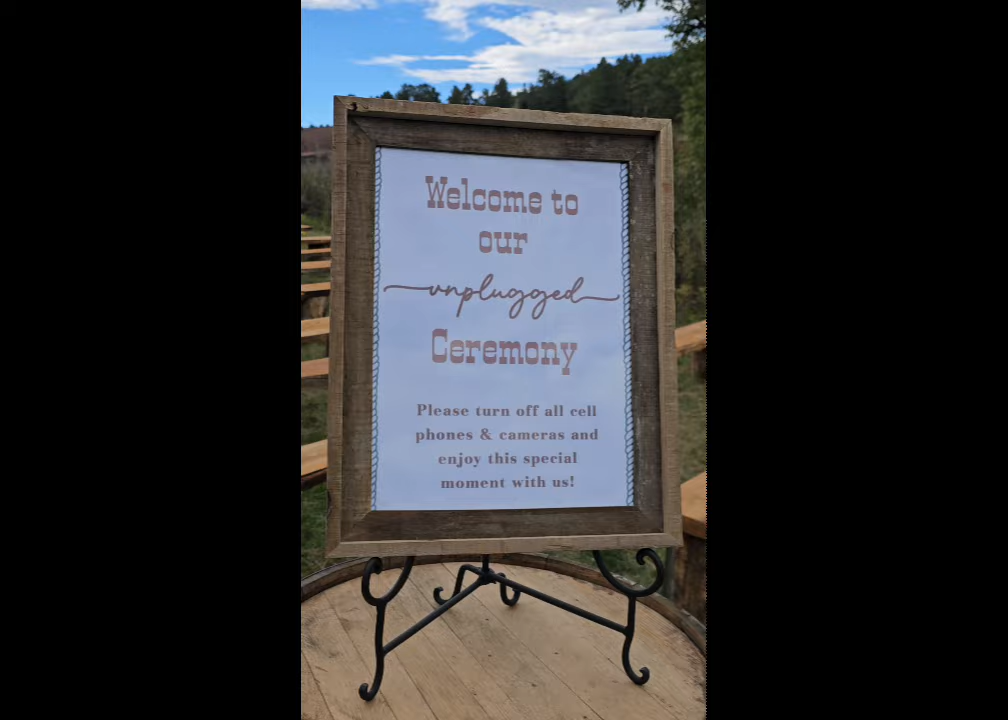 Welcome to
our
unplugged
Ceremony
Please turn off all cell
phones & cameras and
enjoy this special
moment with us!